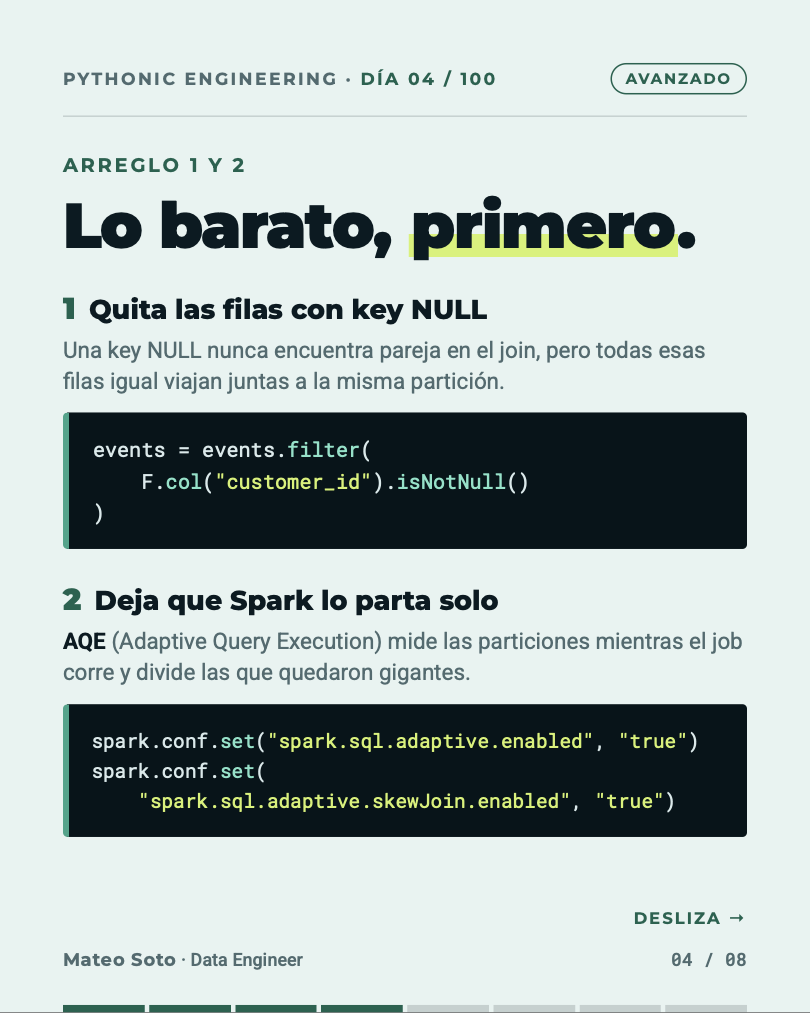 PYTHONIC ENGINEERING · DÍA 04 / 100
AVANZADO
ARREGLO 1 Y 2
Lo barato, primero.
1 Quita las filas con key NULL
Una key NULL nunca encuentra pareja en el join, pero todas esas
filas igual viajan juntas a la misma partición.
events = events.filter(
    F.col("customer_id").isNotNull()
)
2 Deja que Spark lo parta solo
AQE (Adaptive Query Execution) mide las particiones mientras el job
corre y divide las que quedaron gigantes.
spark.conf.set("spark.sql.adaptive.enabled", "true")
spark.conf.set(
    "spark.sql.adaptive.skewJoin.enabled", "true")
DESLIZA →
Mateo Soto · Data Engineer
04 / 08